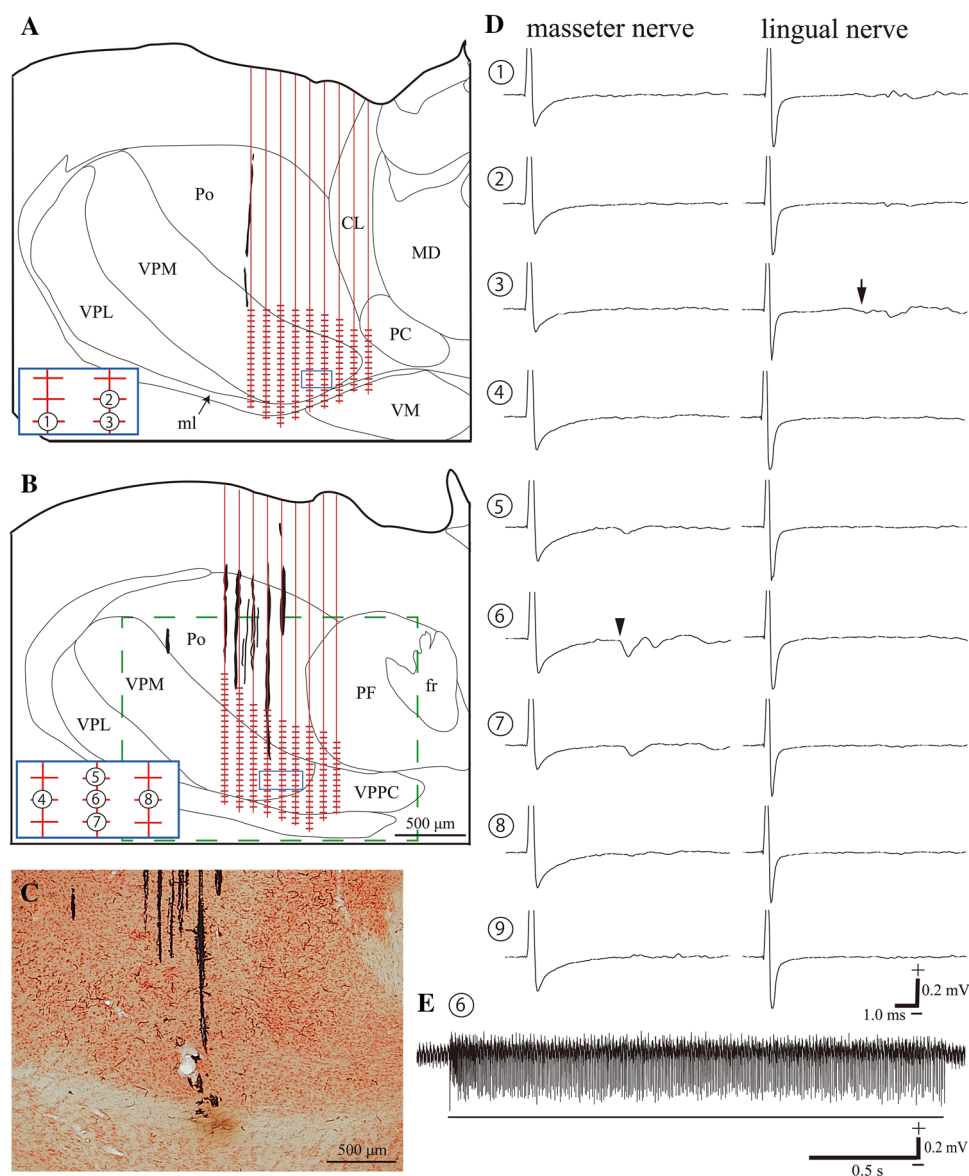 A
Po
CL
MD
VPM
VPL
PC
VM
ml
1
2
3
B
Po
VPM
VPL
PF
fr
VPPC
500 μm
4
5
6
7
8
C
500 μm
D
masseter nerve
lingual nerve
1
2
3
4
5
6
7
8
9
+
0.2 mV
−
1.0 ms
E
6
+
0.2 mV
−
0.5 s